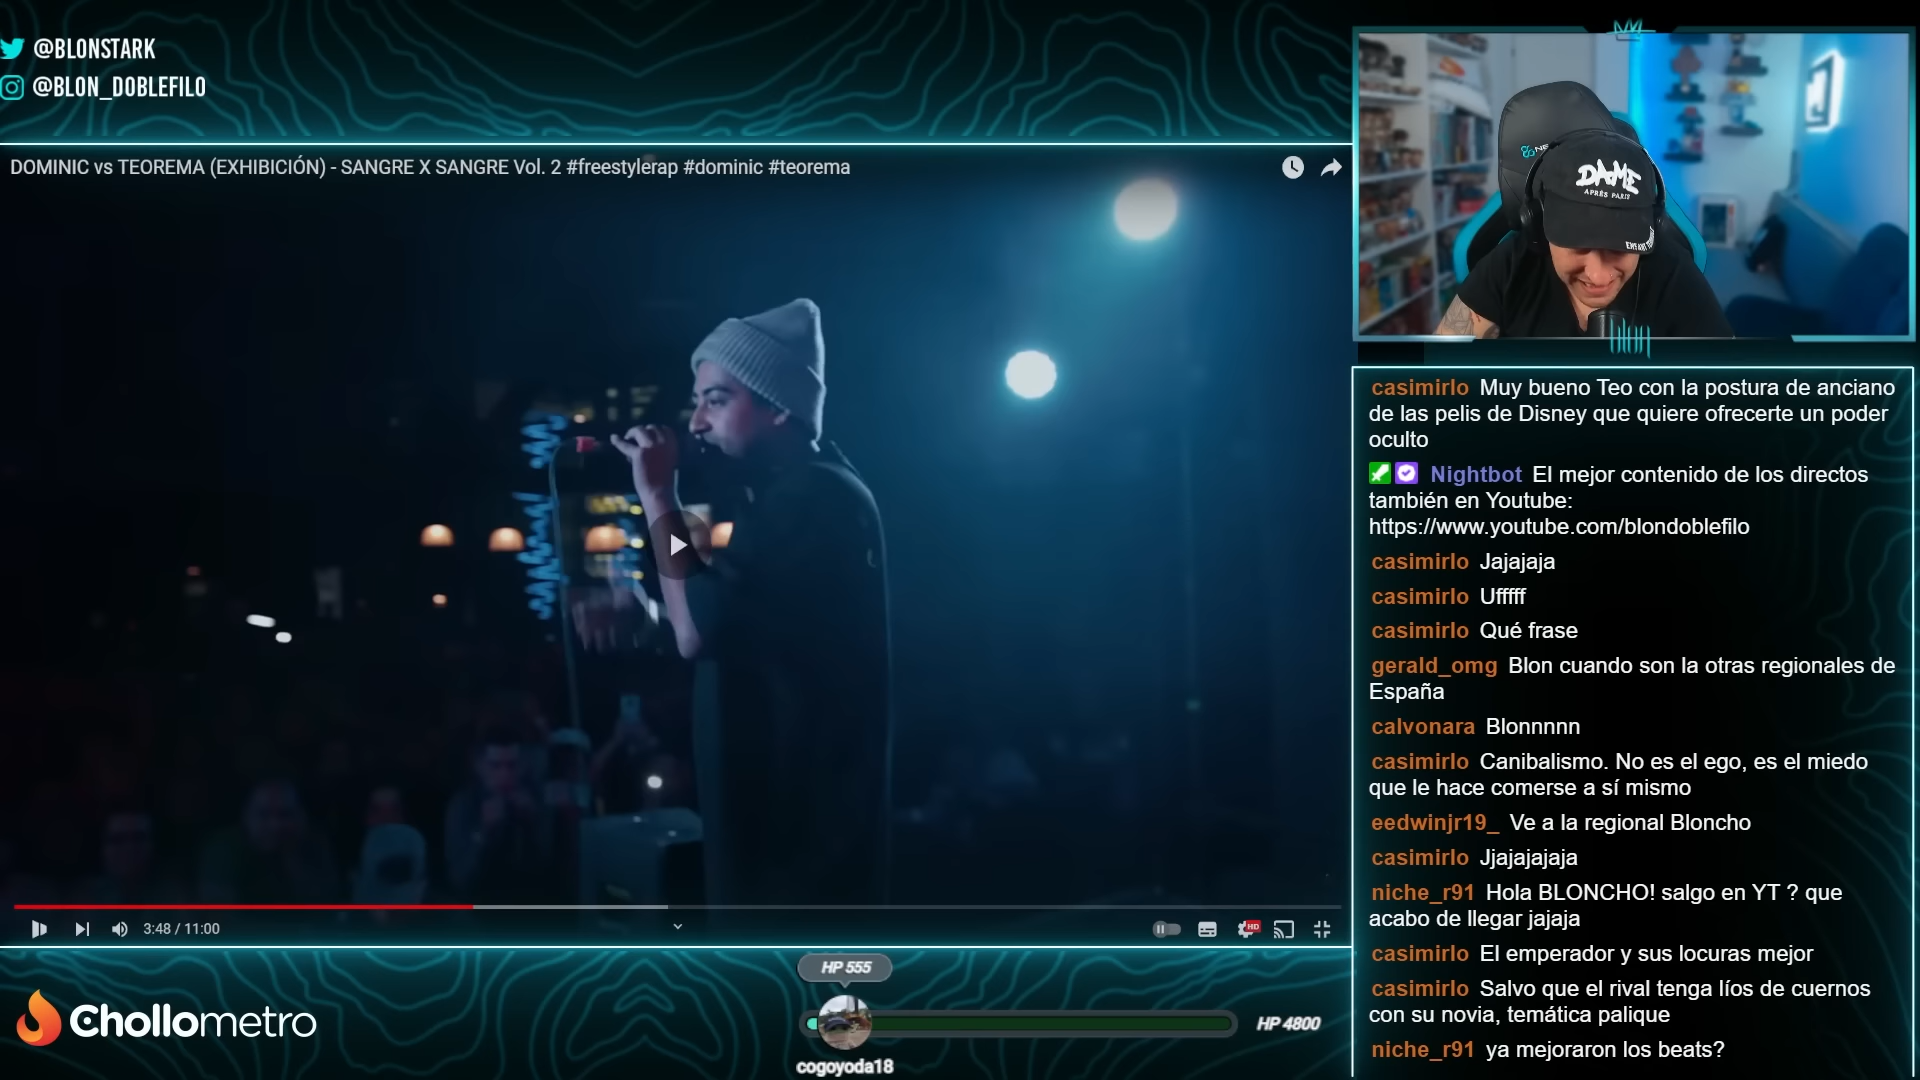 @BLONSTARK
@BLON_DOBLEFILO
DOMINIC vs TEOREMA (EXHIBICIÓN) - SANGRE X SANGRE Vol. 2 #freestylerap #dominic #teorema
3:48 / 11:00
HD
Chollometro
HP 555
HP 4800
cogoyoda18
DAME
APRÉS PARIS
casimirlo Muy bueno Teo con la postura de anciano
de las pelis de Disney que quiere ofrecerte un poder
oculto
Nightbot El mejor contenido de los directos
también en Youtube:
https://www.youtube.com/blondoblefilo
casimirlo Jajajaja
casimirlo Ufffff
casimirlo Qué frase
gerald_omg Blon cuando son la otras regionales de
España
calvonara Blonnnnn
casimirlo Canibalismo. No es el ego, es el miedo
que le hace comerse a sí mismo
eedwinjr19_ Ve a la regional Bloncho
casimirlo Jjajajajaja
niche_r91 Hola BLONCHO! salgo en YT ? que
acabo de llegar jajaja
casimirlo El emperador y sus locuras mejor
casimirlo Salvo que el rival tenga líos de cuernos
con su novia, temática palique
niche_r91 ya mejoraron los beats?